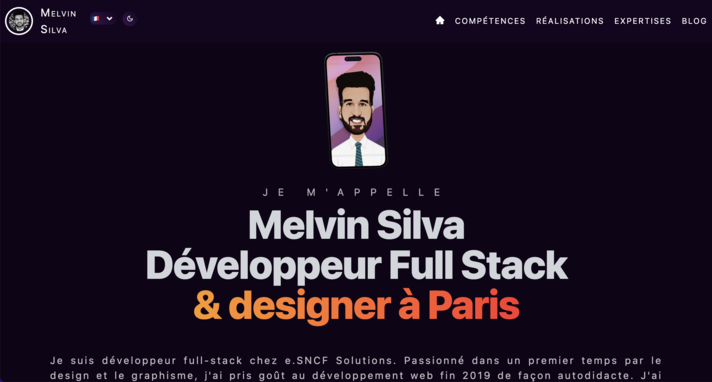 Melvin
Silva
COMPÉTENCES RÉALISATIONS EXPERTISES BLOG
JE M'APPELLE
Melvin Silva
Développeur Full Stack
& designer à Paris
Je suis développeur full-stack chez e.SNCF Solutions. Passionné dans un premier temps par le
design et le graphisme, j'ai pris goût au développement web fin 2019 de façon autodidacte. J'ai